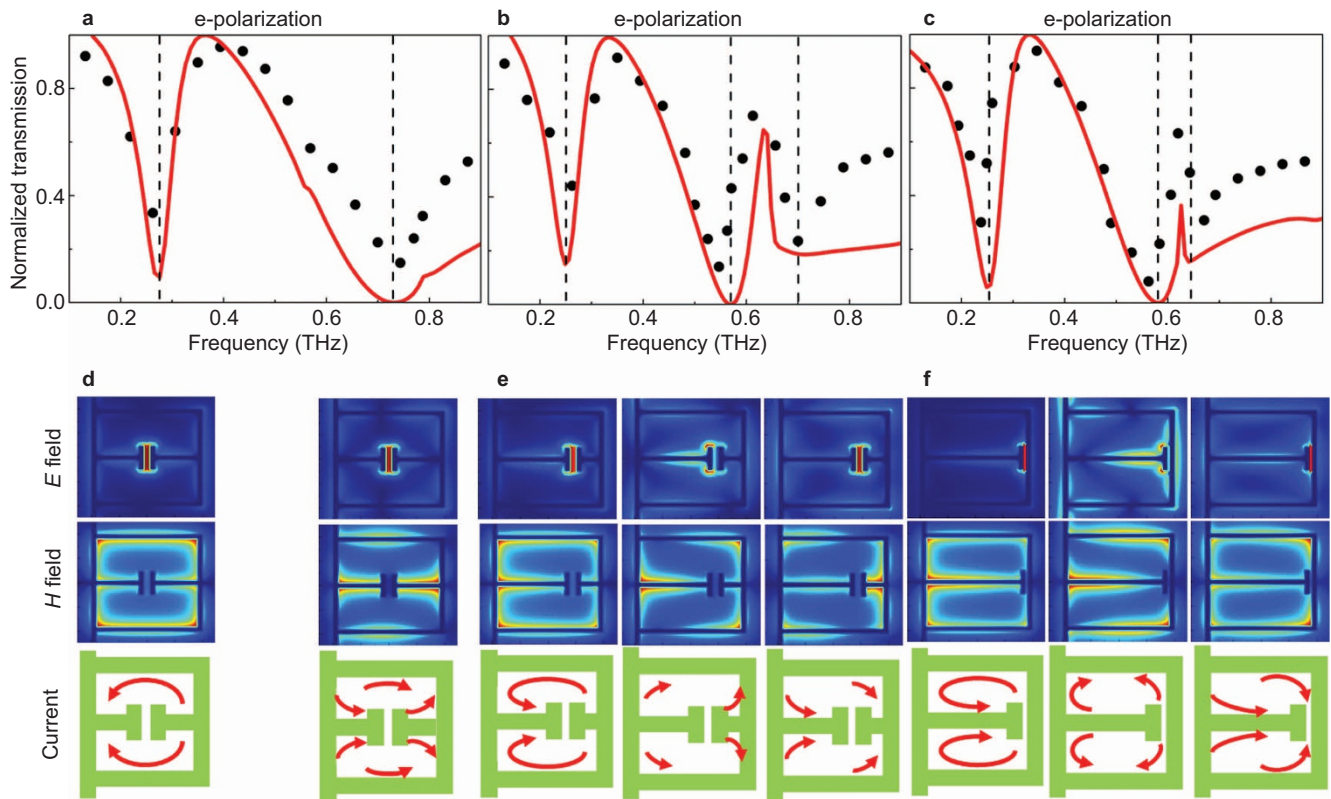 a e-polarization b e-polarization c e-polarization
Normalized transmission
0.8
0.4
0.0
0.2 0.4 0.6 0.8 0.2 0.4 0.6 0.8 0.2 0.4 0.6 0.8
Frequency (THz) Frequency (THz) Frequency (THz)
d e f
E field
H field
Current